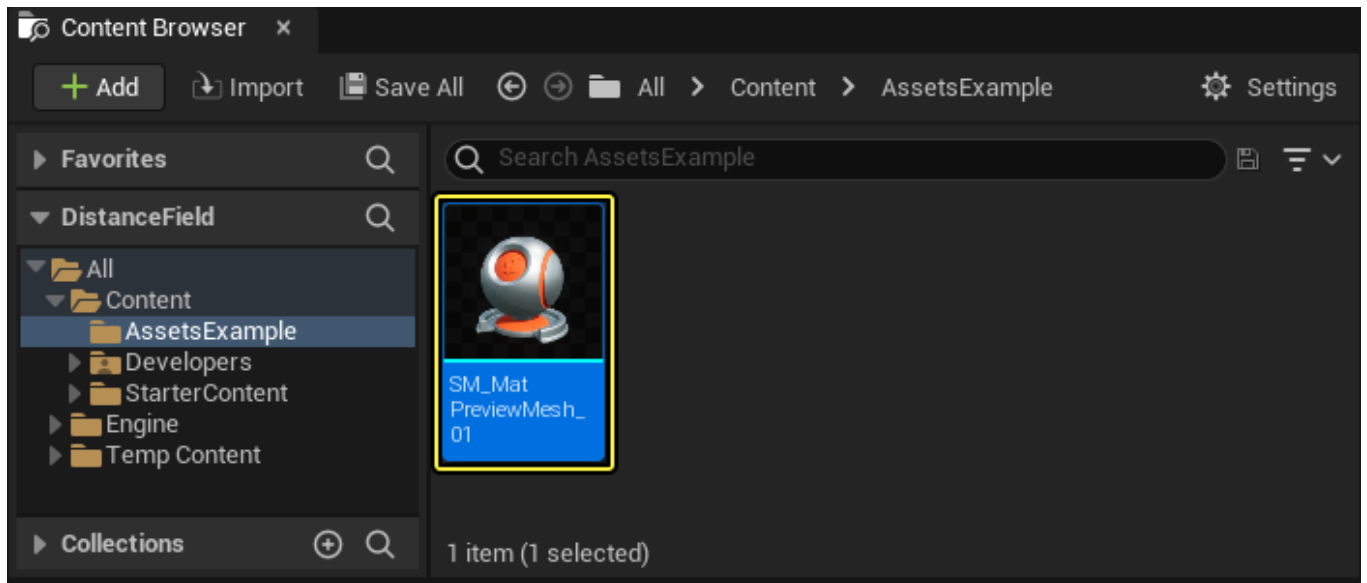 Content Browser
+ Add Import Save All All > Content > AssetsExample Settings
Favorites
Search AssetsExample
DistanceField
All
Content
AssetsExample
Developers
StarterContent
Engine
Temp Content
SM_Mat
PreviewMesh_
01
Collections
1 item (1 selected)